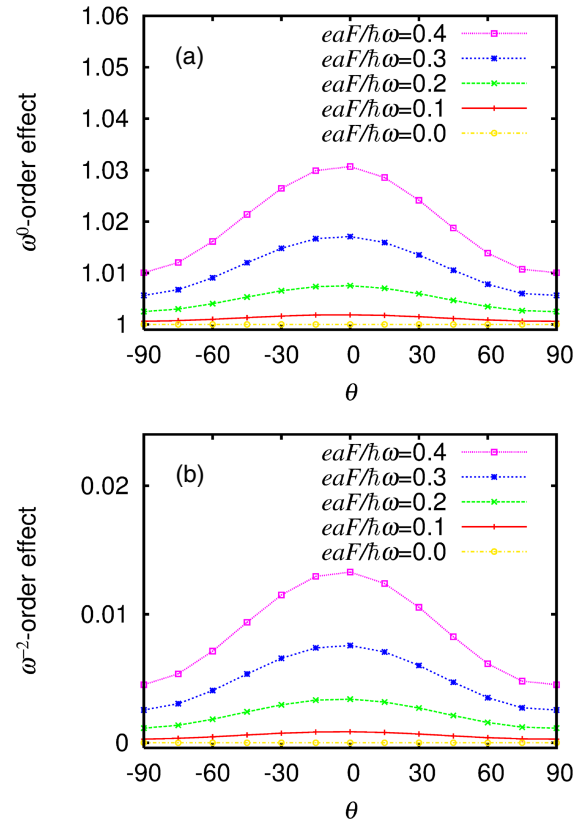 1.06
(a)
eaF/ħω=0.4
1.05
eaF/ħω=0.3
eaF/ħω=0.2
1.04
eaF/ħω=0.1
eaF/ħω=0.0
1.03
ω⁰-order effect
1.02
1.01
1
-90 -60 -30 0 30 60 90
θ
(b)
eaF/ħω=0.4
0.02
eaF/ħω=0.3
eaF/ħω=0.2
eaF/ħω=0.1
eaF/ħω=0.0
ω⁻²-order effect
0.01
0
-90 -60 -30 0 30 60 90
θ